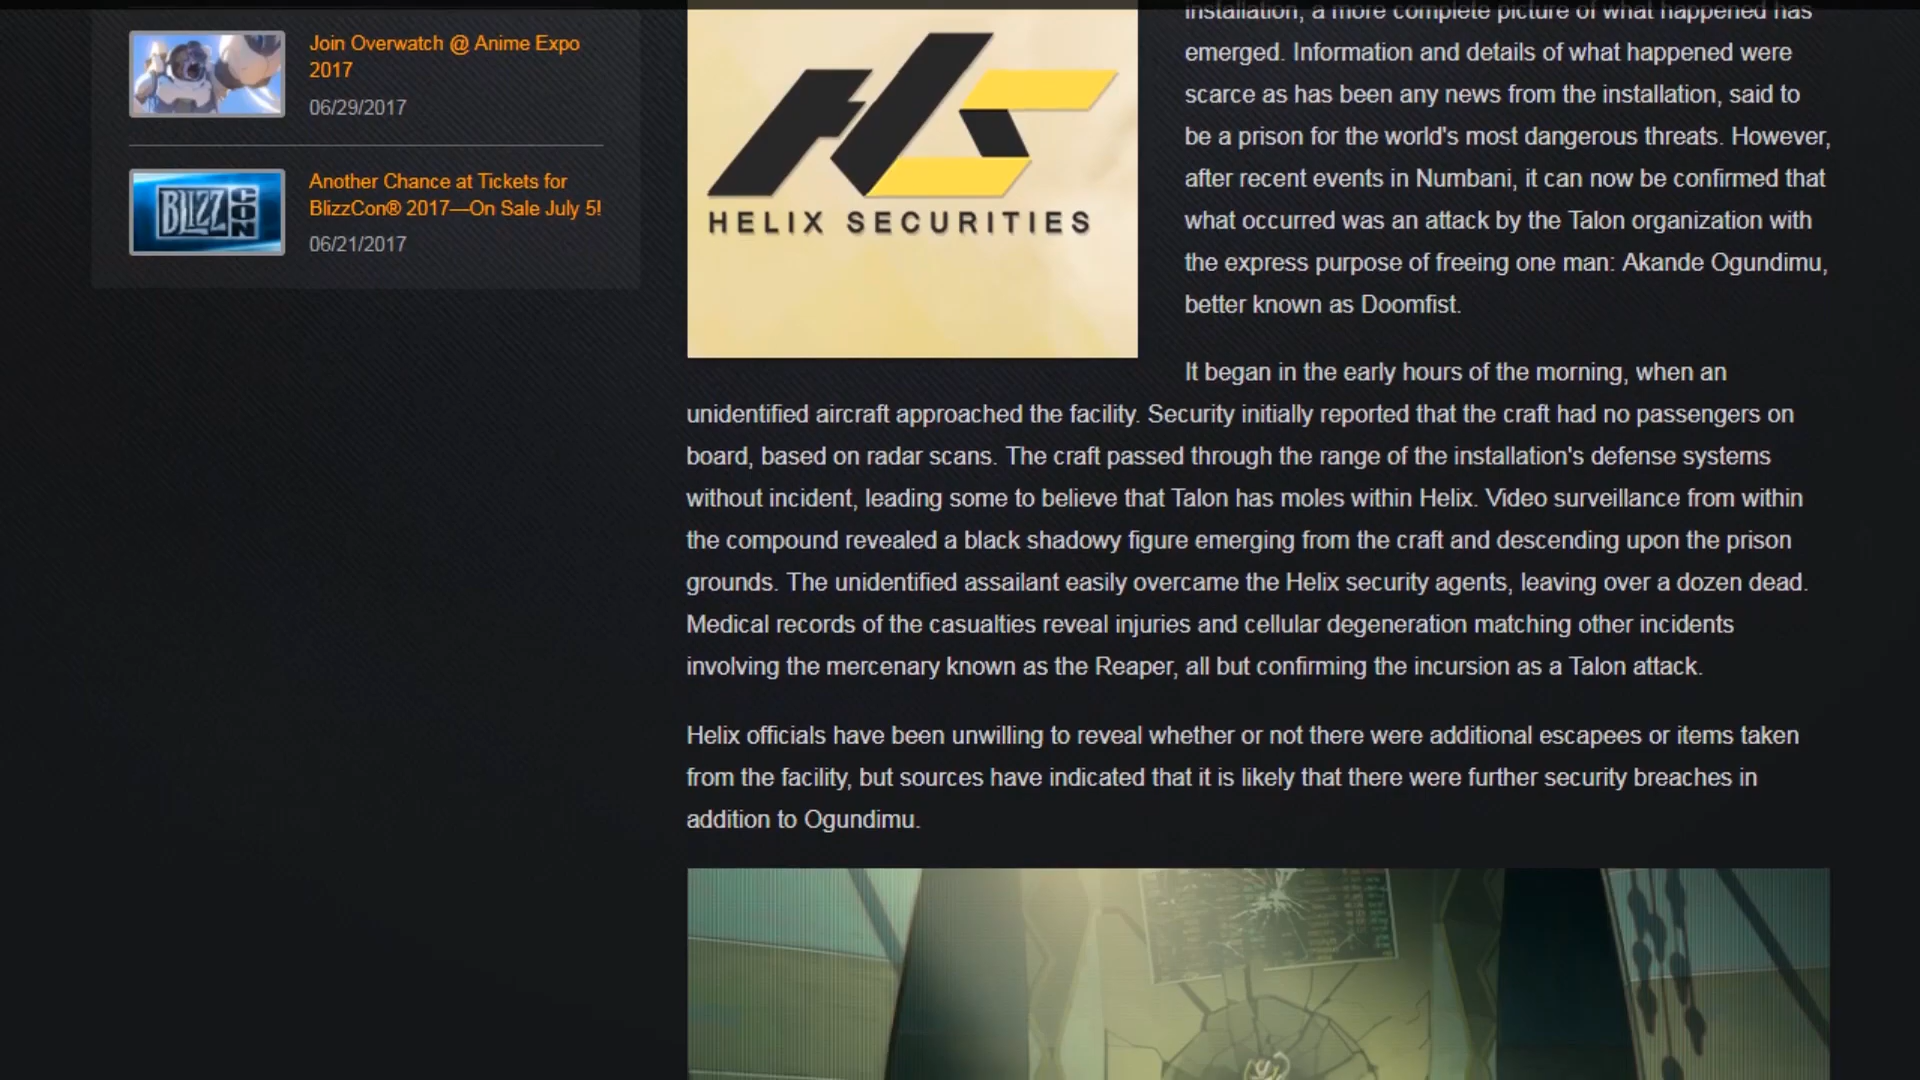 Join Overwatch @ Anime Expo
2017
06/29/2017
BLIZZ
CON
Another Chance at Tickets for
BlizzCon® 2017—On Sale July 5!
06/21/2017
HELIX SECURITIES
installation, a more complete picture of what happened has
emerged. Information and details of what happened were
scarce as has been any news from the installation, said to
be a prison for the world's most dangerous threats. However,
after recent events in Numbani, it can now be confirmed that
what occurred was an attack by the Talon organization with
the express purpose of freeing one man: Akande Ogundimu,
better known as Doomfist.
It began in the early hours of the morning, when an
unidentified aircraft approached the facility. Security initially reported that the craft had no passengers on
board, based on radar scans. The craft passed through the range of the installation's defense systems
without incident, leading some to believe that Talon has moles within Helix. Video surveillance from within
the compound revealed a black shadowy figure emerging from the craft and descending upon the prison
grounds. The unidentified assailant easily overcame the Helix security agents, leaving over a dozen dead.
Medical records of the casualties reveal injuries and cellular degeneration matching other incidents
involving the mercenary known as the Reaper, all but confirming the incursion as a Talon attack.
Helix officials have been unwilling to reveal whether or not there were additional escapees or items taken
from the facility, but sources have indicated that it is likely that there were further security breaches in
addition to Ogundimu.